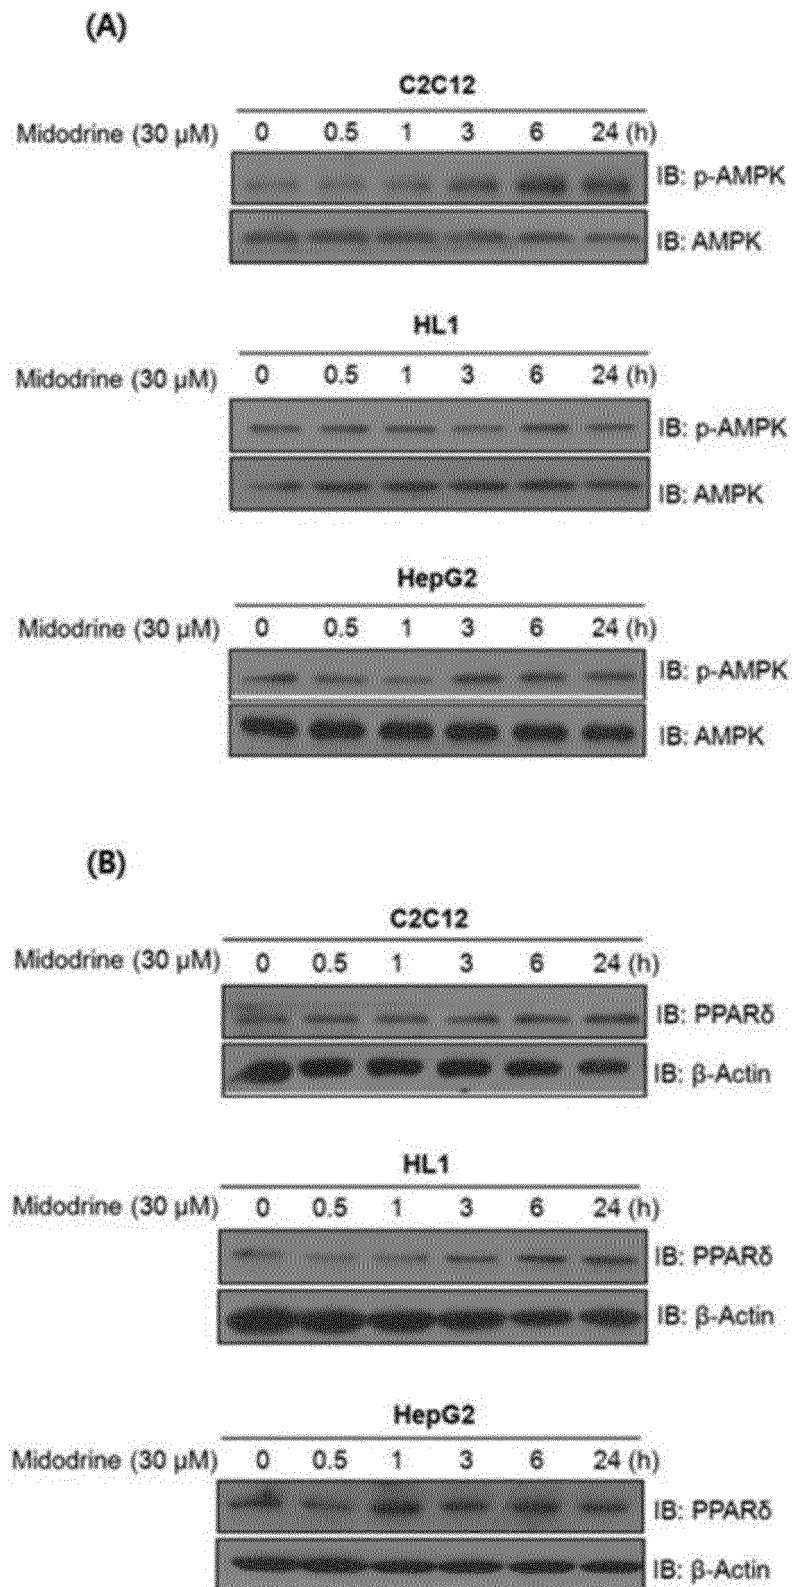 (A)
C2C12
Midodrine (30 μM) 0 0.5 1 3 6 24 (h)
IB: p-AMPK
IB: AMPK
HL1
Midodrine (30 μM) 0 0.5 1 3 6 24 (h)
IB: p-AMPK
IB: AMPK
HepG2
Midodrine (30 μM) 0 0.5 1 3 6 24 (h)
IB: p-AMPK
IB: AMPK
(B)
C2C12
Midodrine (30 μM) 0 0.5 1 3 6 24 (h)
IB: PPARδ
IB: β-Actin
HL1
Midodrine (30 μM) 0 0.5 1 3 6 24 (h)
IB: PPARδ
IB: β-Actin
HepG2
Midodrine (30 μM) 0 0.5 1 3 6 24 (h)
IB: PPARδ
IB: β-Actin